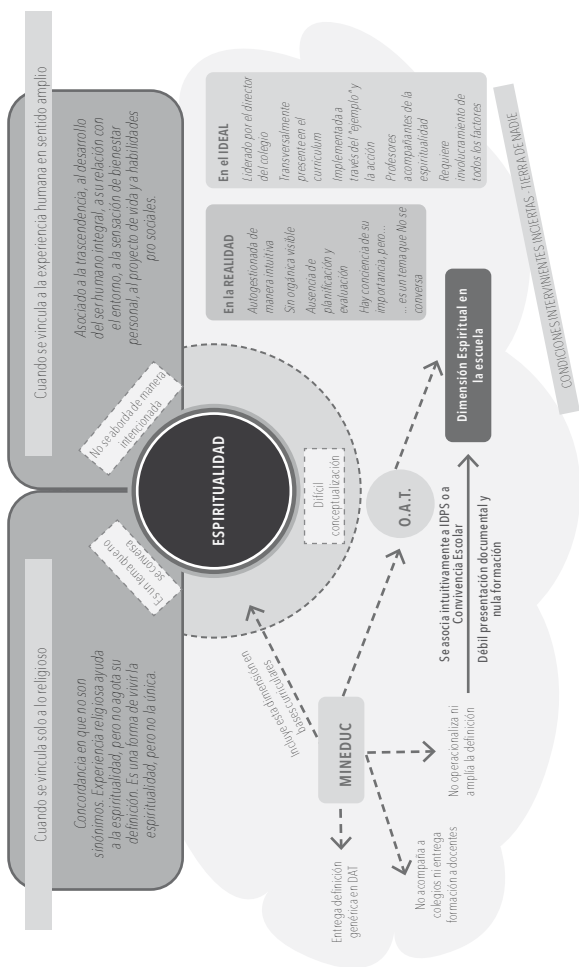 Cuando se vincula solo a lo religioso
Concordancia en que no son
sinónimos. Experiencia religiosa ayuda
a la espiritualidad, pero no agota su
definición. Es una forma de vivir la
espiritualidad, pero no la única.
Cuando se vincula a la experiencia humana en sentido amplio
Asociado a la trascendencia, al desarrollo
del ser humano integral, a su relación con
el entorno, a la sensación de bienestar
personal, al proyecto de vida y a habilidades
pro sociales.
Es un tema que no
se conversa
No se aborda de manera
intencionada
ESPIRITUALIDAD
Difícil
conceptualización
Incluye esta dimensión en
bases curriculares
MINEDUC
Entrega definición
genérica en DAT
No acompaña a
colegios ni entrega
formación a docentes
No operacionaliza ni
amplía la definición
O.A.T.
Se asocia intuitivamente a IDPS o a
Convivencia Escolar
Débil presentación documental y
nula formación
Dimensión Espiritual en
la escuela
En la REALIDAD
Autogestionada de
manera intuitiva
Sin orgánica visible
Ausencia de
planificación y
evaluación
Hay conciencia de su
importancia, pero...
... es un tema que No se
conversa
En el IDEAL
Liderado por el director
del colegio
Transversalmente
presente en el
curriculum
Implementada a
través del "ejemplo" y
la acción
Profesores
acompañantes de la
espiritualidad
Requiere
involucramiento de
todos los factores
CONDICIONES INTERVINIENTES INCIERTAS - TIERRA DE NADIE